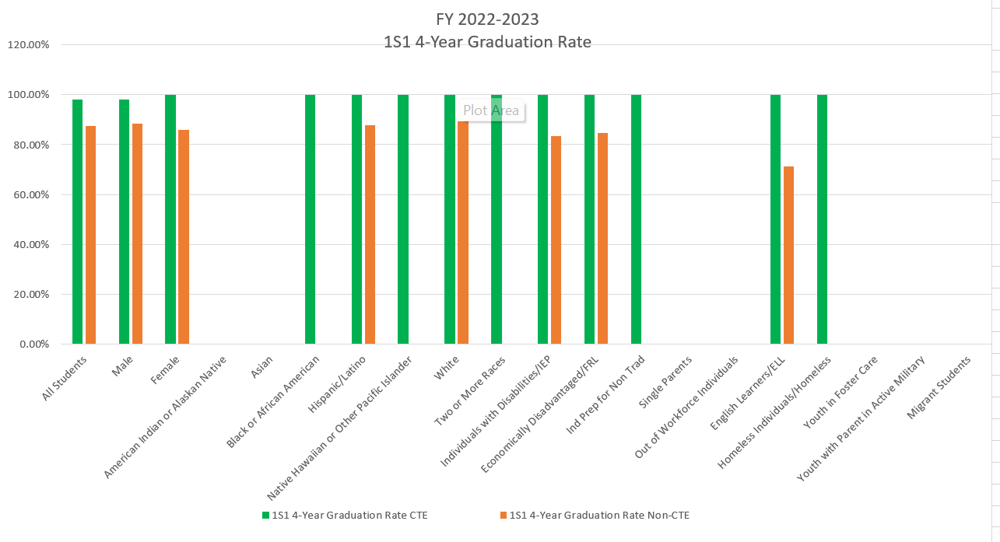 FY 2022-2023
1S1 4-Year Graduation Rate
120.00%
100.00%
80.00%
60.00%
40.00%
20.00%
0.00%
Plot Area
All Students
Male
Female
American Indian or Alaskan Native
Asian
Black or African American
Hispanic/Latino
Native Hawaiian or Other Pacific Islander
White
Two or More Races
Individuals with Disabilities/IEP
Economically Disadvantaged/FRL
Ind Prep for Non Trad
Single Parents
Out of Workforce Individuals
English Learners/ELL
Homeless Individuals/Homeless
Youth in Foster Care
Youth with Parent in Active Military
Migrant Students
1S1 4-Year Graduation Rate CTE
1S1 4-Year Graduation Rate Non-CTE